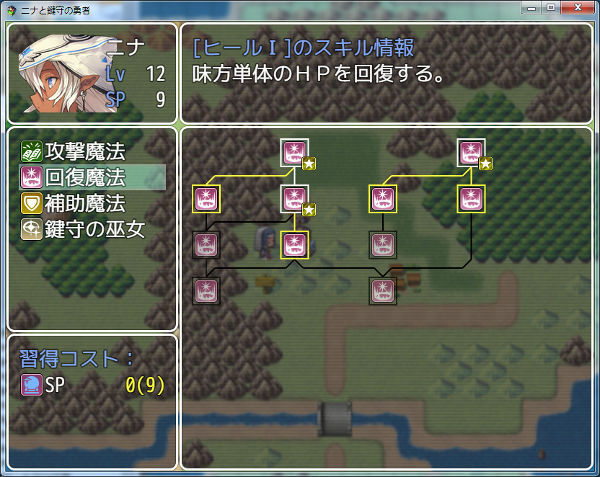 ニナと鍵守の勇者
ニナ
Lv 12
SP 9
[ヒールⅠ]のスキル情報
味方単体のＨＰを回復する。
攻撃魔法
回復魔法
補助魔法
鍵守の巫女
習得コスト：
SP 0(9)